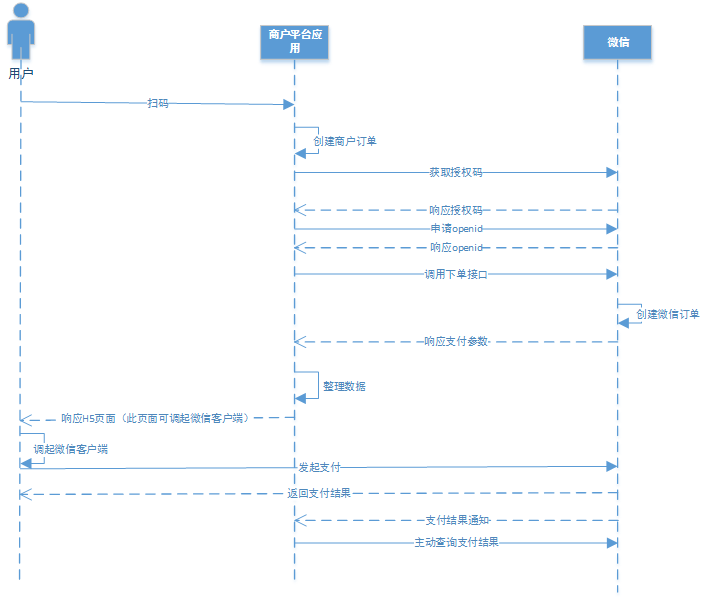 商户平台应
用
微信
用户
扫码
创建商户订单
获取授权码
响应授权码
申请openid
响应openid
调用下单接口
创建微信订单
响应支付参数
整理数据
响应H5页面（此页面可调起微信客户端）
调起微信客户端
发起支付
返回支付结果
支付结果通知
主动查询支付结果